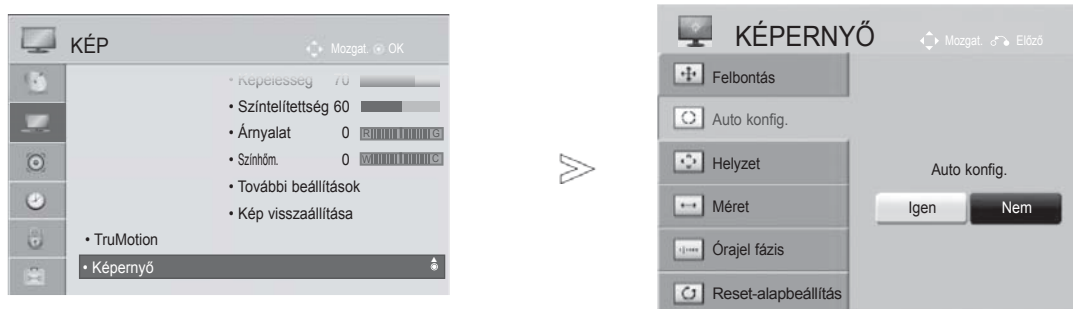 KÉP
Mozgat. OK
• Képélesség 70
• Színtelítettség 60
• Árnyalat 0 R G
• Színhőm. 0 W C
• További beállítások
• Kép visszaállítása
• TruMotion
• Képernyő
KÉPERNYŐ
Mozgat. Előző
Felbontás
Auto konfig.
Helyzet
Méret
Órajel fázis
Reset-alapbeállítás
Auto konfig.
Igen Nem